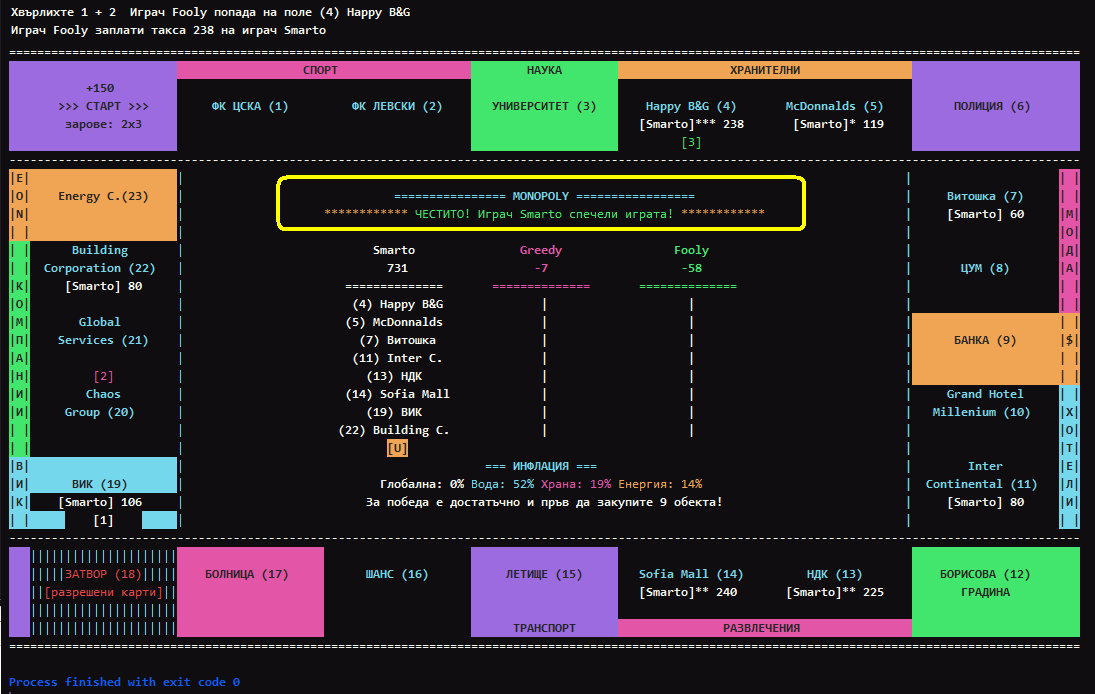 Хвърлихте 1 + 2 Играч Fooly попада на поле (4) Happy B&G
Играч Fooly заплати такса 238 на играч Smarto
СПОРТ НАУКА ХРАНИТЕЛНИ
+150
>>> СТАРТ >>> ФК ЦСКА (1) ФК ЛЕВСКИ (2) УНИВЕРСИТЕТ (3) Happy B&G (4) McDonnalds (5) ПОЛИЦИЯ (6)
зарове: 2x3 [Smarto]*** 238 [Smarto]* 119
[3]
Е
О Energy C.(23) =============== MONOPOLY ================ Витошка (7)
N ************ ЧЕСТИТО! Играч Smarto спечели играта! ************ [Smarto] 60 М
О
Building Smarto Greedy Fooly Д
Corporation (22) 731 -7 -58 ЦУМ (8) А
К [Smarto] 80 ============== ============== ==============
О (4) Happy B&G
М Global (5) McDonnalds
П Services (21) (7) Витошка БАНКА (9) $
А (11) Inter C.
Н [2] (13) НДК
И Chaos (14) Sofia Mall Grand Hotel
И Group (20) (19) ВИК Millenium (10) Х
(22) Building C. О
[U] Т
В === ИНФЛАЦИЯ === Inter Е
И ВИК (19) Глобална: 0% Вода: 52% Храна: 19% Енергия: 14% Continental (11) Л
К [Smarto] 106 За победа е достатъчно и пръв да закупите 9 обекта! [Smarto] 80 И
[1]
ЗАТВОР (18) БОЛНИЦА (17) ШАНС (16) ЛЕТИЩЕ (15) Sofia Mall (14) НДК (13) БОРИСОВА (12)
[разрешени карти] [Smarto]** 240 [Smarto]** 225 ГРАДИНА
ТРАНСПОРТ РАЗВЛЕЧЕНИЯ
Process finished with exit code 0